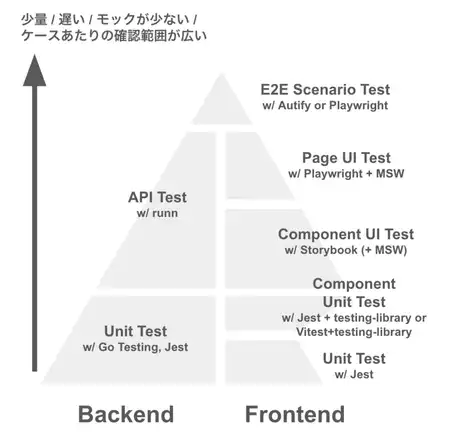 少量 / 遅い / モックが少ない /
ケースあたりの確認範囲が広い
E2E Scenario Test
w/ Autify or Playwright
Page UI Test
w/ Playwright + MSW
API Test
w/ runn
Component UI Test
w/ Storybook (+ MSW)
Component
Unit Test
w/ Jest + testing-library or
Vitest+testing-library
Unit Test
w/ Go Testing, Jest
Unit Test
w/ Jest
Backend
Frontend